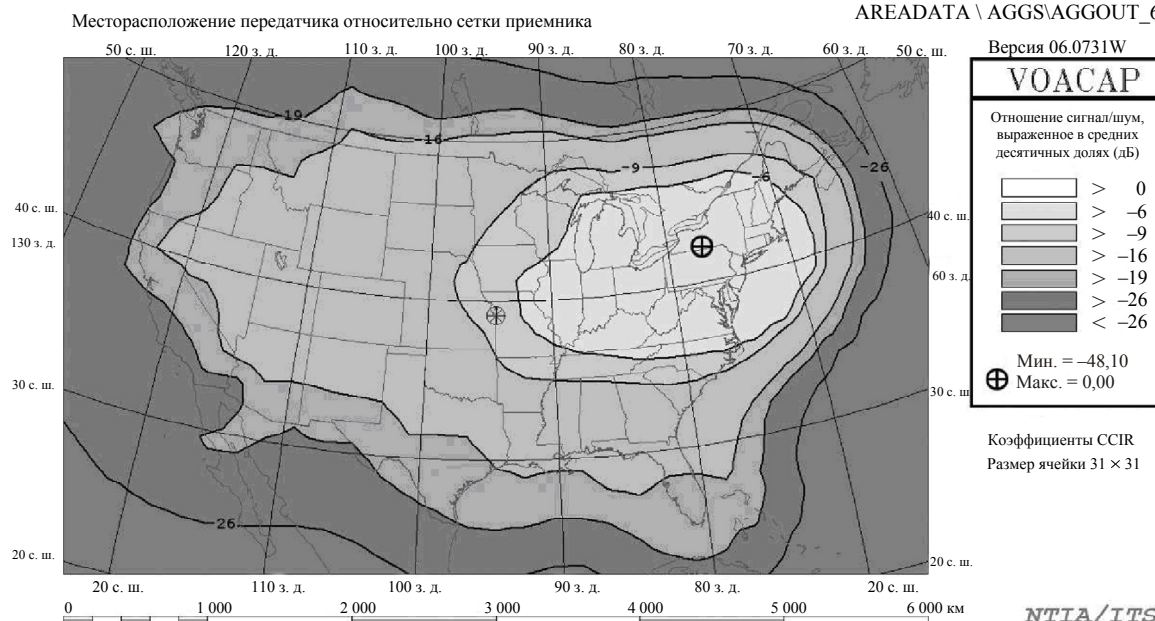 Месторасположение передатчика относительно сетки приемника
AREADATA \ AGGS\AGGOUT_6
50 с. ш. 120 з. д. 110 з. д. 100 з. д. 90 з. д. 80 з. д. 70 з. д. 60 з. д. 50 с. ш.
Версия 06.0731W
VOACAP
Отношение сигнал/шум,
выраженное в средних
десятичных долях (дБ)
> 0
> –6
> –9
> –16
> –19
> –26
< –26
Мин. = –48,10
Макс. = 0,00
Коэффициенты CCIR
Размер ячейки 31 × 31
-19
-16
-9
-6
-26
-26
40 с. ш.
130 з. д.
30 с. ш.
20 с. ш.
40 с. ш.
60 з. д.
30 с. ш.
20 с. ш.
20 с. ш. 110 з. д. 100 з. д. 90 з. д. 80 з. д. 20 с. ш.
0 1 000 2 000 3 000 4 000 5 000 6 000 км
NTIA/ITS